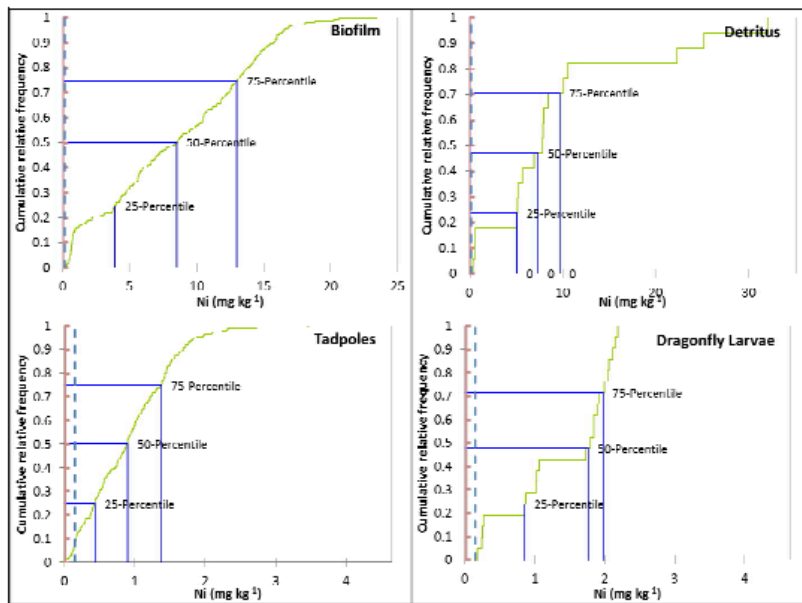 Biofilm
Cumulative relative frequency
1
0.9
0.8
0.7
0.6
0.5
0.4
0.3
0.2
0.1
0
75-Percentile
50-Percentile
25-Percentile
0 5 10 15 20 25
Ni (mg kg-1)
Detritus
Cumulative relative frequency
1
0.9
0.8
0.7
0.6
0.5
0.4
0.3
0.2
0.1
0
75-Percentile
50-Percentile
25-Percentile
0 0 0
0 10 20 30
Ni (mg kg-1)
Tadpoles
Cumulative relative frequency
1
0.9
0.8
0.7
0.6
0.5
0.4
0.3
0.2
0.1
0
75-Percentile
50-Percentile
25-Percentile
0 2 4
Ni (mg kg-1)
Dragonfly Larvae
Cumulative relative frequency
1
0.9
0.8
0.7
0.6
0.5
0.4
0.3
0.2
0.1
0
75-Percentile
50-Percentile
25-Percentile
0 1 2 3 4
Ni (mg kg-1)